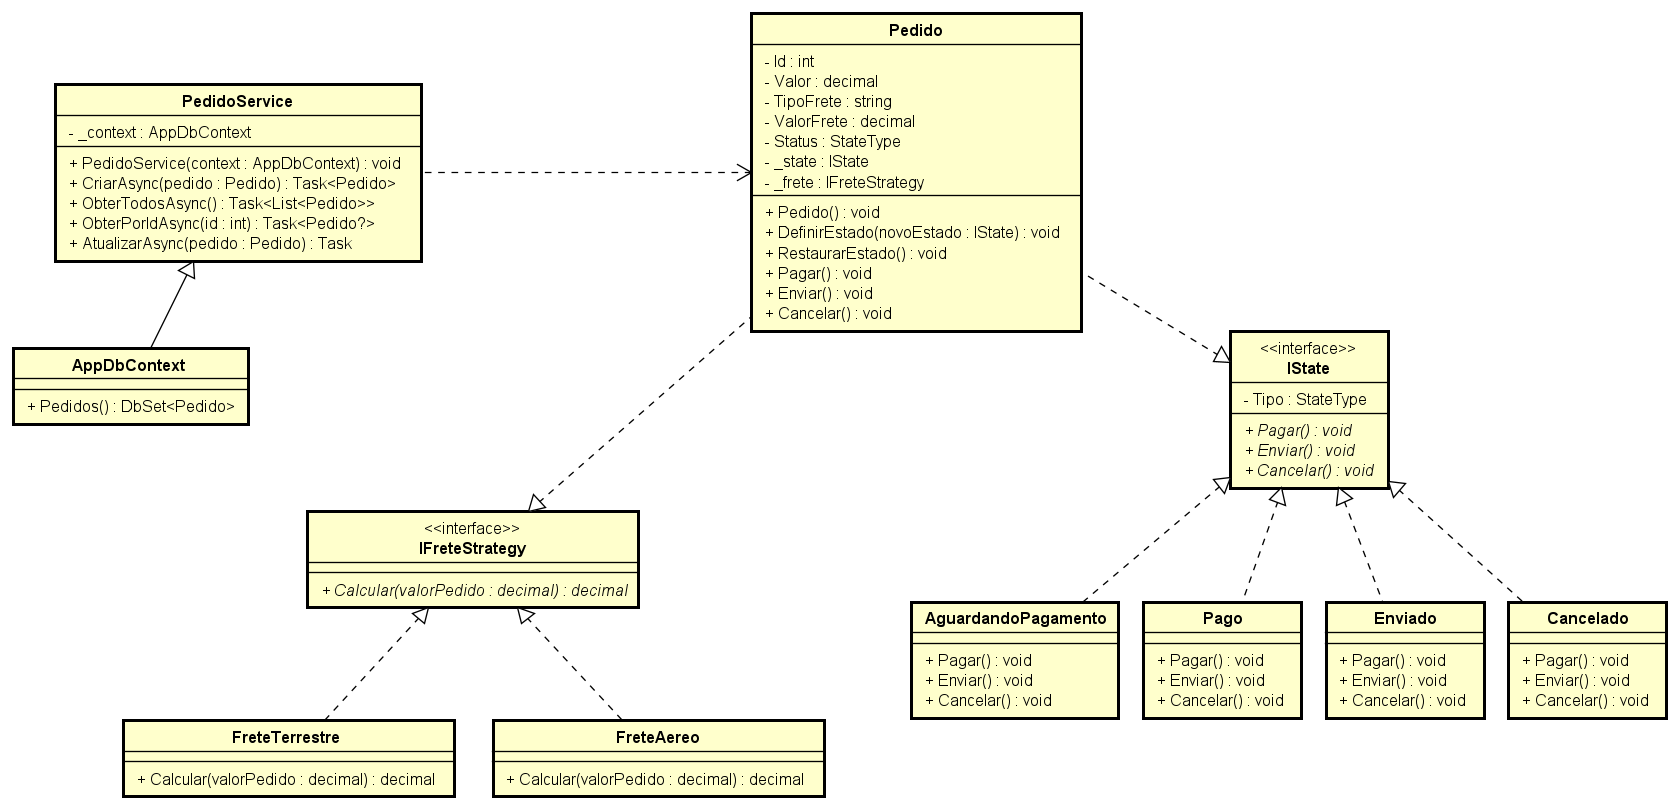 Pedido
- Id : int
- Valor : decimal
- TipoFrete : string
- ValorFrete : decimal
- Status : StateType
- _state : IState
- _frete : IFreteStrategy
+ Pedido() : void
+ DefinirEstado(novoEstado : IState) : void
+ RestaurarEstado() : void
+ Pagar() : void
+ Enviar() : void
+ Cancelar() : void
PedidoService
- _context : AppDbContext
+ PedidoService(context : AppDbContext) : void
+ CriarAsync(pedido : Pedido) : Task<Pedido>
+ ObterTodosAsync() : Task<List<Pedido>>
+ ObterPorIdAsync(id : int) : Task<Pedido?>
+ AtualizarAsync(pedido : Pedido) : Task
AppDbContext
+ Pedidos() : DbSet<Pedido>
<<interface>>
IState
- Tipo : StateType
+ Pagar() : void
+ Enviar() : void
+ Cancelar() : void
<<interface>>
IFreteStrategy
+ Calcular(valorPedido : decimal) : decimal
AguardandoPagamento
+ Pagar() : void
+ Enviar() : void
+ Cancelar() : void
Pago
+ Pagar() : void
+ Enviar() : void
+ Cancelar() : void
Enviado
+ Pagar() : void
+ Enviar() : void
+ Cancelar() : void
Cancelado
+ Pagar() : void
+ Enviar() : void
+ Cancelar() : void
FreteTerrestre
+ Calcular(valorPedido : decimal) : decimal
FreteAereo
+ Calcular(valorPedido : decimal) : decimal